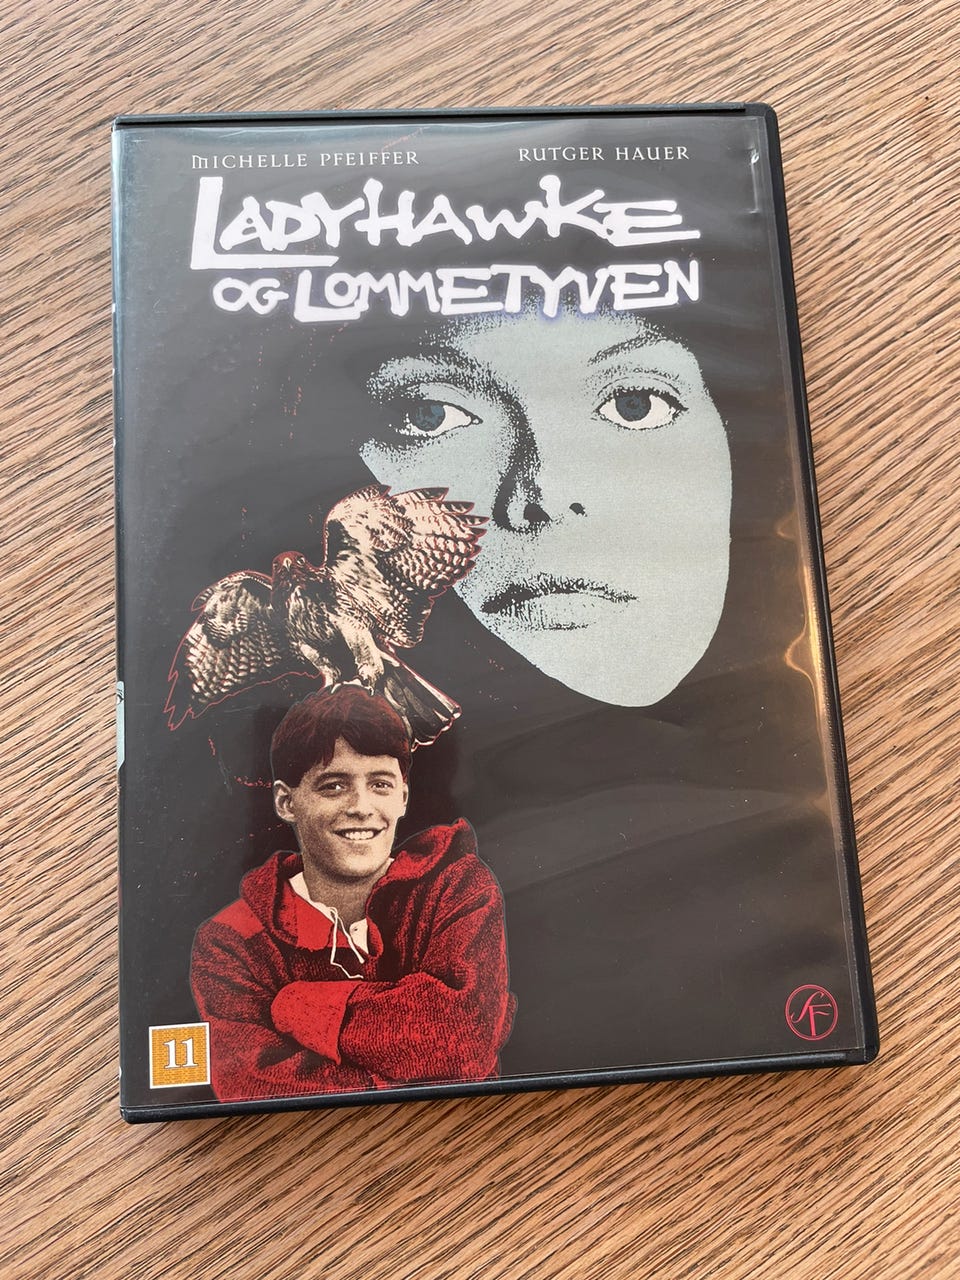 MICHELLE PFEIFFER RUTGER HAUER
LADYHAWKE
OG LOMMETYVEN
11
SF